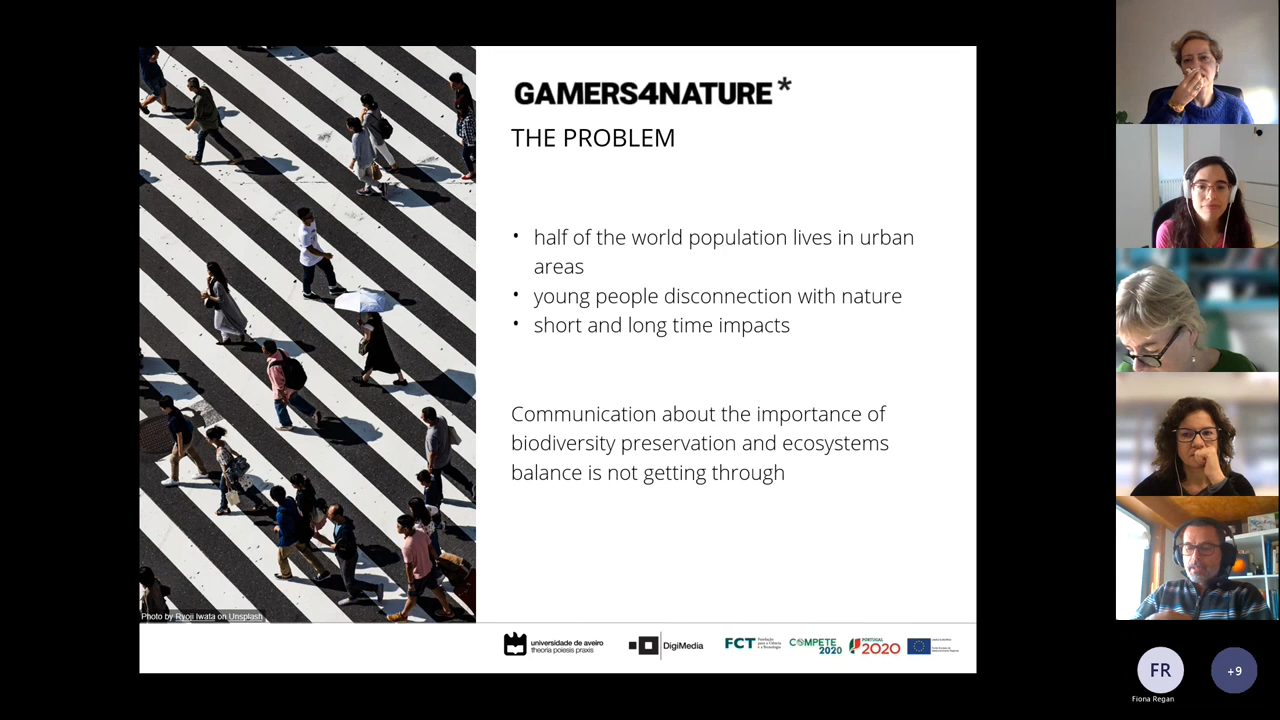 GAMERS4NATURE*
THE PROBLEM
• half of the world population lives in urban
areas
• young people disconnection with nature
• short and long time impacts
Communication about the importance of
biodiversity preservation and ecosystems
balance is not getting through
Photo by Ryoji Iwata on Unsplash
universidade de aveiro
theoria poiesis praxis
DigiMedia
FCT
Fundação
para a Ciência
e a Tecnologia
COMPETE
2020
PORTUGAL
2020
FR
+9
Fiona Regan